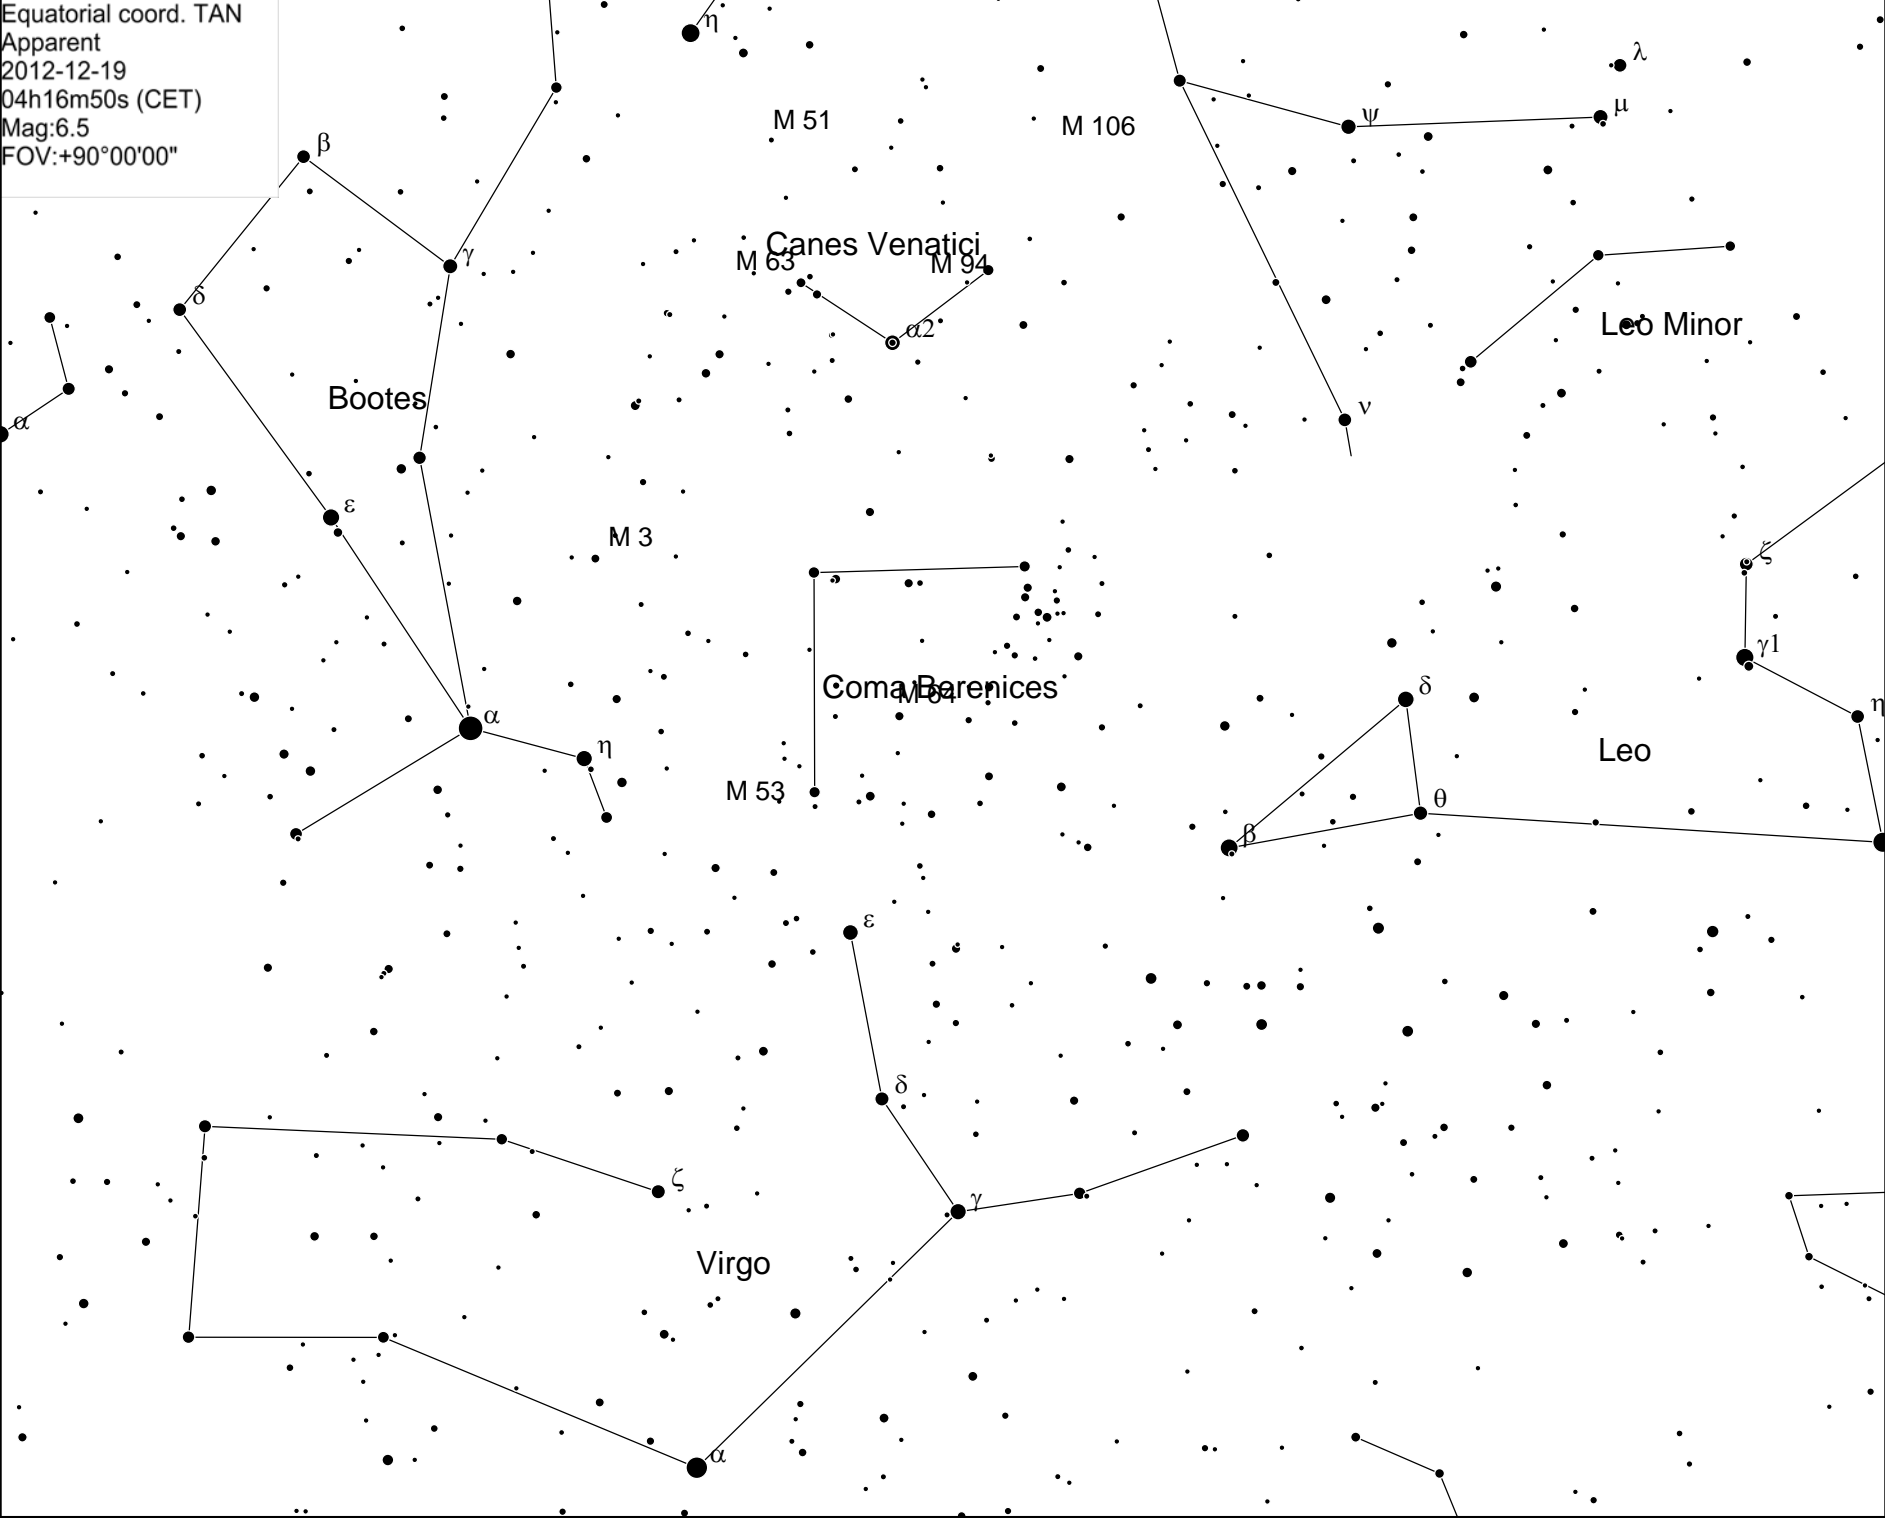 Equatorial coord. TAN
Apparent
2012-12-19
04h16m50s (CET)
Mag:6.5
FOV:+90°00'00"
η
λ
μ
M 51
M 106
ψ
β
γ
Canes Venatici
M 63
M 94
δ
α2
Leo Minor
Bootes
ν
α
ε
M 3
ζ
γ1
Coma Berenices
M 64
δ
η
α
η
Leo
M 53
θ
β
ε
δ
ζ
γ
Virgo
α